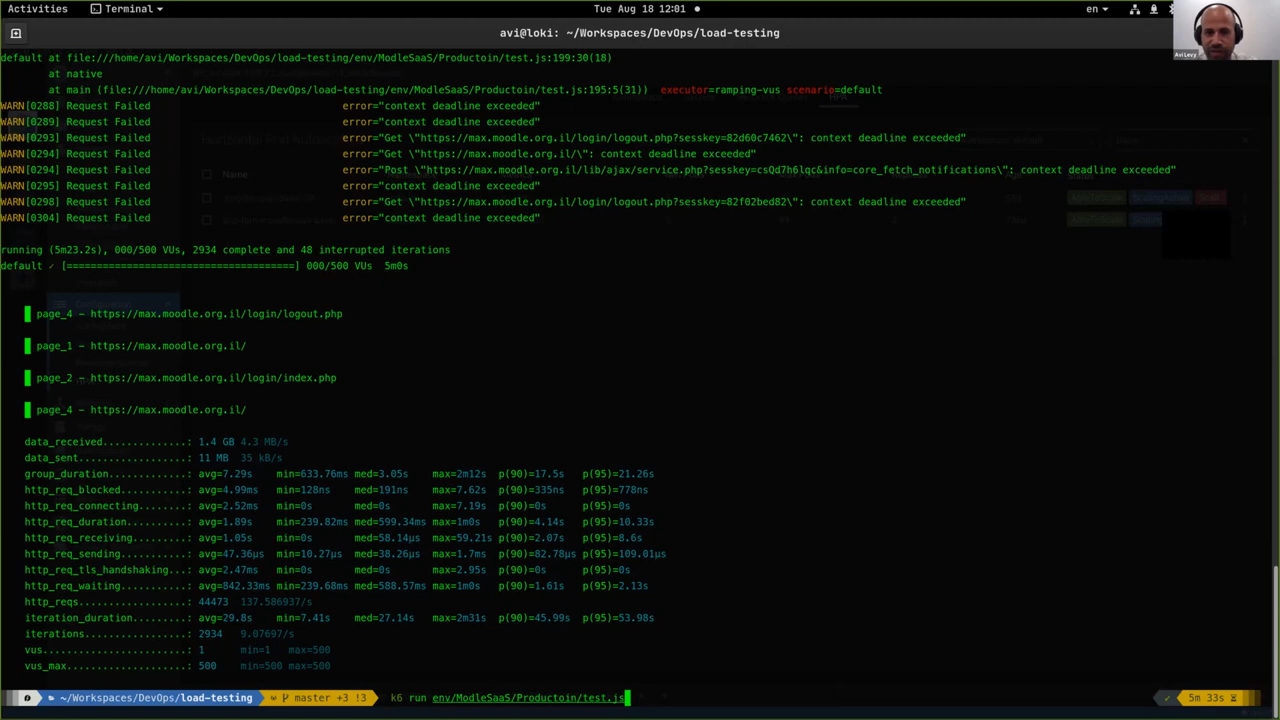 Activities Terminal Tue Aug 18 12:01 en
avi@loki: ~/Workspaces/DevOps/load-testing
Avi Levy
default at file:///home/avi/Workspaces/DevOps/load-testing/env/ModleSaaS/Productoin/test.js:199:30(18)
at native
at main (file:///home/avi/Workspaces/DevOps/load-testing/env/ModleSaaS/Productoin/test.js:195:5(31)) executor=ramping-vus scenario=default
WARN[0288] Request Failed error="context deadline exceeded"
WARN[0289] Request Failed error="context deadline exceeded"
WARN[0293] Request Failed error="Get \"https://max.moodle.org.il/login/logout.php?sesskey=82d60c7462\": context deadline exceeded"
WARN[0294] Request Failed error="Get \"https://max.moodle.org.il/\": context deadline exceeded"
WARN[0294] Request Failed error="Post \"https://max.moodle.org.il/lib/ajax/service.php?sesskey=csQd7b6lsc&info=core_fetch_notifications\": context deadline exceeded"
WARN[0295] Request Failed error="context deadline exceeded"
WARN[0298] Request Failed error="Get \"https://max.moodle.org.il/login/logout.php?sesskey=82f02bed82\": context deadline exceeded"
WARN[0304] Request Failed error="context deadline exceeded"
running (5m23.2s), 000/500 VUs, 2934 complete and 48 interrupted iterations
default ✓ [======================================] 000/500 VUs 5m0s
page_4 - https://max.moodle.org.il/login/logout.php
page_1 - https://max.moodle.org.il/
page_2 - https://max.moodle.org.il/login/index.php
page_4 - https://max.moodle.org.il/
data_received..............: 1.4 GB 4.3 MB/s
data_sent..................: 11 MB 35 kB/s
group_duration.............: avg=7.29s min=633.76ms med=3.05s max=2m12s p(90)=17.5s p(95)=21.26s
http_req_blocked...........: avg=4.99ms min=128ns med=191ns max=7.62s p(90)=335ns p(95)=778ns
http_req_connecting........: avg=2.52ms min=0s med=0s max=7.19s p(90)=0s p(95)=0s
http_req_duration..........: avg=1.89s min=239.82ms med=599.34ms max=1m0s p(90)=4.14s p(95)=10.33s
http_req_receiving.........: avg=1.05s min=0s med=58.14µs max=59.21s p(90)=2.07s p(95)=8.6s
http_req_sending...........: avg=47.36µs min=10.27µs med=38.26µs max=1.7ms p(90)=82.78µs p(95)=109.01µs
http_req_tls_handshaking...: avg=2.47ms min=0s med=0s max=2.95s p(90)=0s p(95)=0s
http_req_waiting...........: avg=842.33ms min=239.68ms med=588.57ms max=1m0s p(90)=1.61s p(95)=2.13s
http_reqs..................: 44473 137.586937/s
iteration_duration.........: avg=29.8s min=7.41s med=27.14s max=2m31s p(90)=45.99s p(95)=53.98s
iterations.................: 2934 9.07697/s
vus........................: 1 min=1 max=500
vus_max....................: 500 min=500 max=500
~/Workspaces/DevOps/load-testing master +3 !3 k6 run env/ModleSaaS/Productoin/test.js ✓ 5m 33s